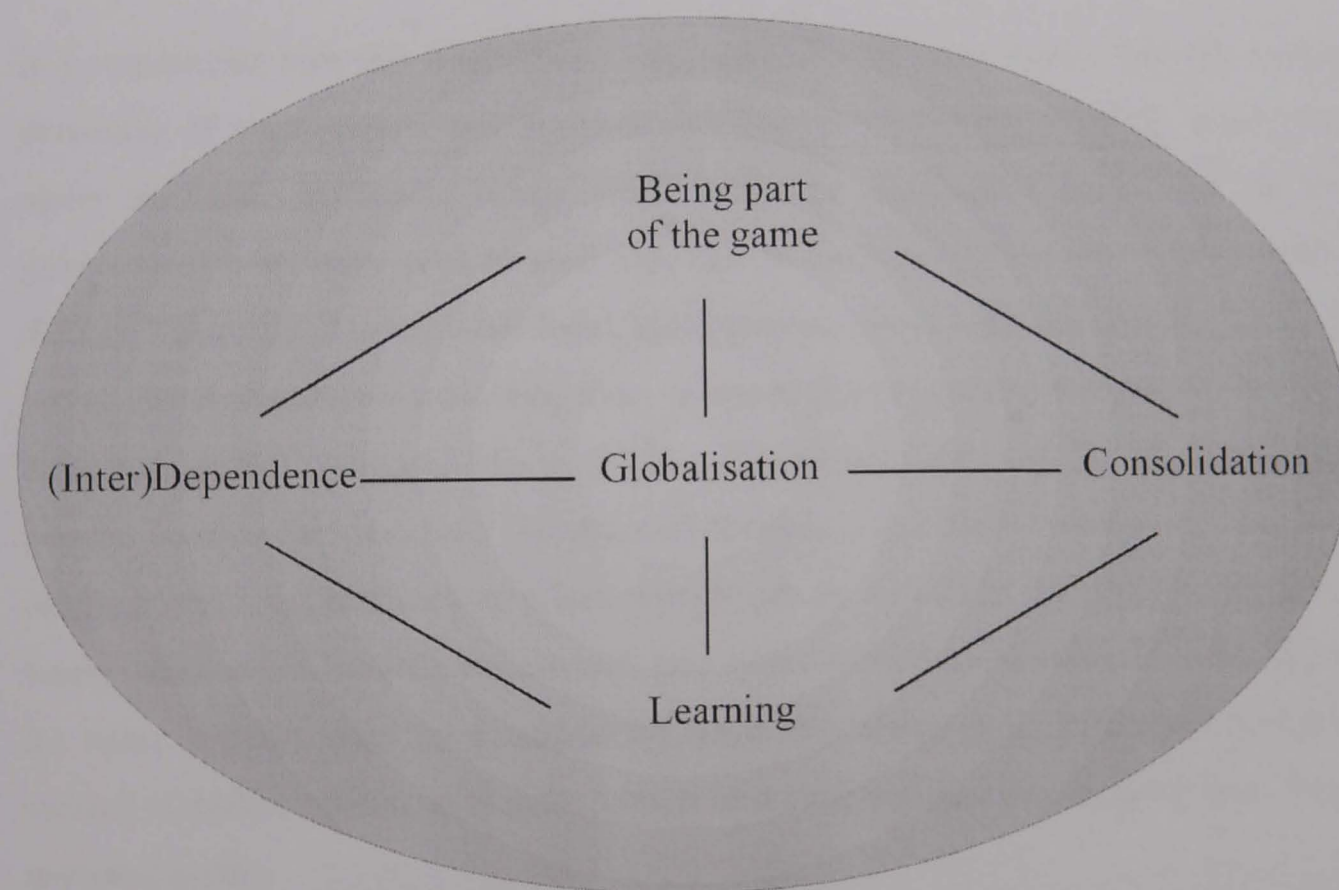 Being part
of the game
(Inter)Dependence
Globalisation
Consolidation
Learning